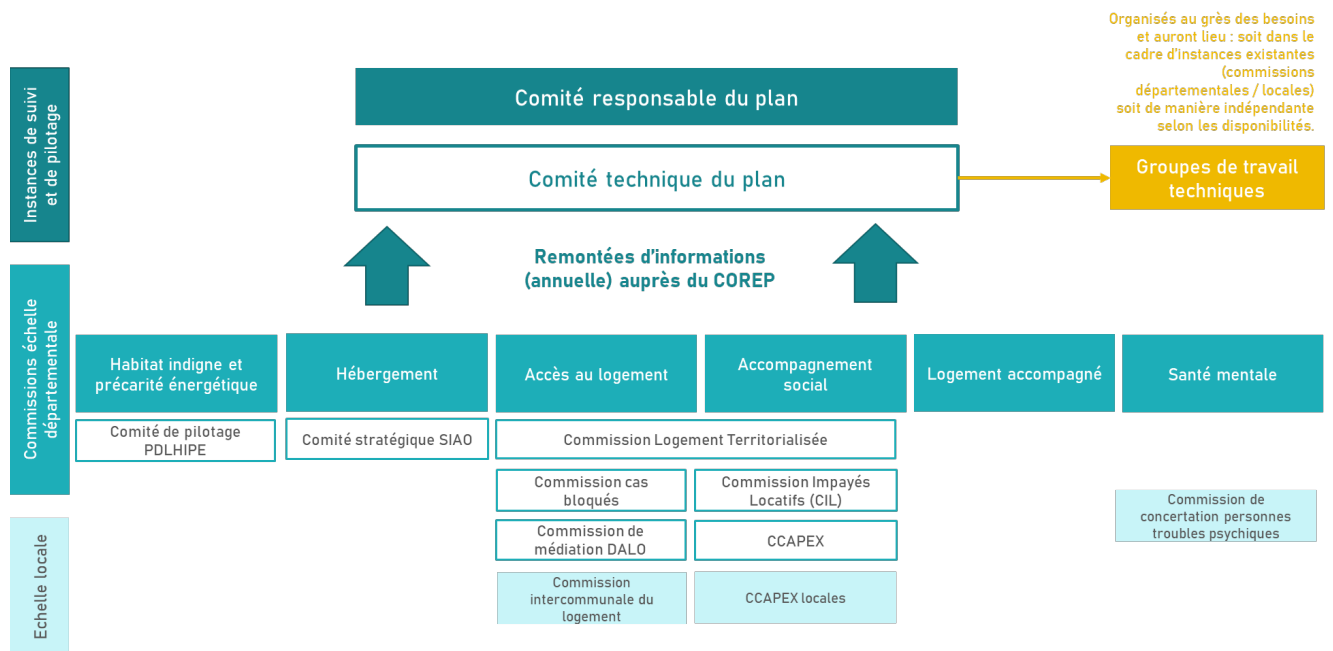 Organisés au grès des besoins
et auront lieu : soit dans le
cadre d'instances existantes
(commissions
départementales / locales)
soit de manière indépendante
selon les disponibilités.
Instances de suivi
et de pilotage
Comité responsable du plan
Comité technique du plan
Groupes de travail
techniques
Remontées d'informations
(annuelle) auprès du COREP
Commissions échelle
départementale
Habitat indigne et
précarité énergétique
Hébergement
Accès au logement
Accompagnement
social
Logement accompagné
Santé mentale
Comité de pilotage
PDLHIPE
Comité stratégique SIAO
Commission Logement Territorialisée
Commission cas
bloqués
Commission Impayés
Locatifs (CIL)
Commission de
médiation DALO
CCAPEX
Commission de
concertation personnes
troubles psychiques
Echelle locale
Commission
intercommunale du
logement
CCAPEX locales